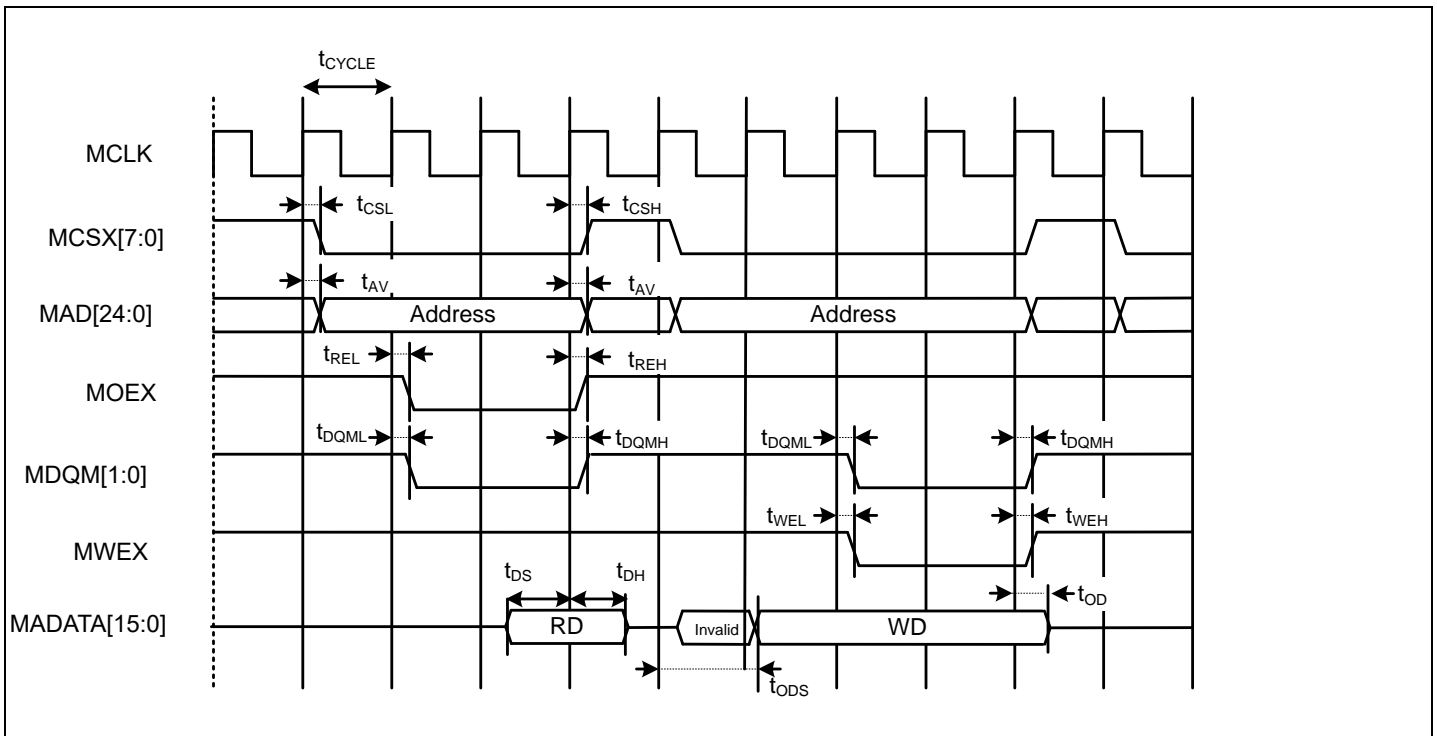 tCYCLE
MCLK
tCSL tCSH
MCSX[7:0]
tAV tAV
MAD[24:0] Address Address
tREL tREH
MOEX
tDQML tDQMH tDQML tDQMH
MDQM[1:0]
tWEL tWEH
MWEX
tDS tDH tOD
MADATA[15:0] RD Invalid WD
tODS